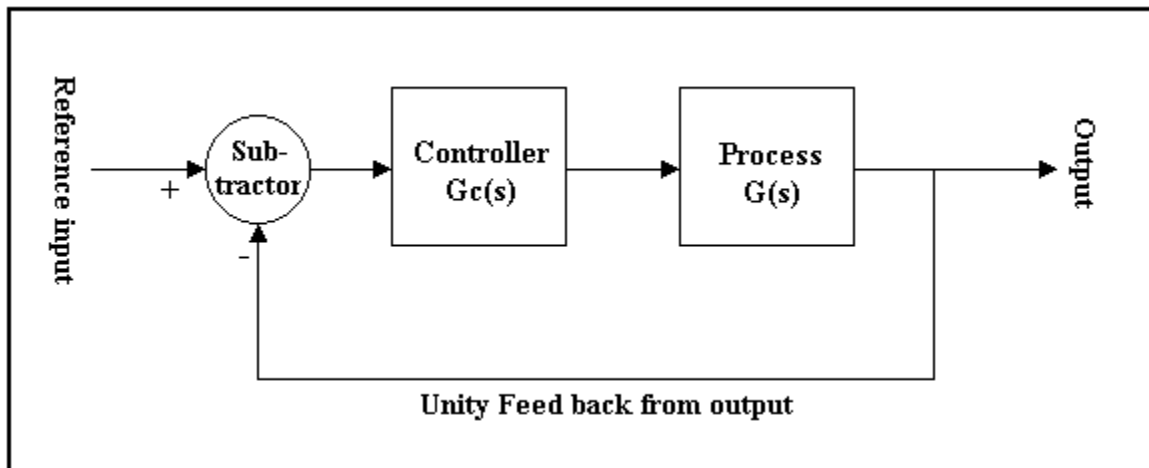 Reference input
+
Sub-
tractor
-
Controller
Gc(s)
Process
G(s)
Output
Unity Feed back from output